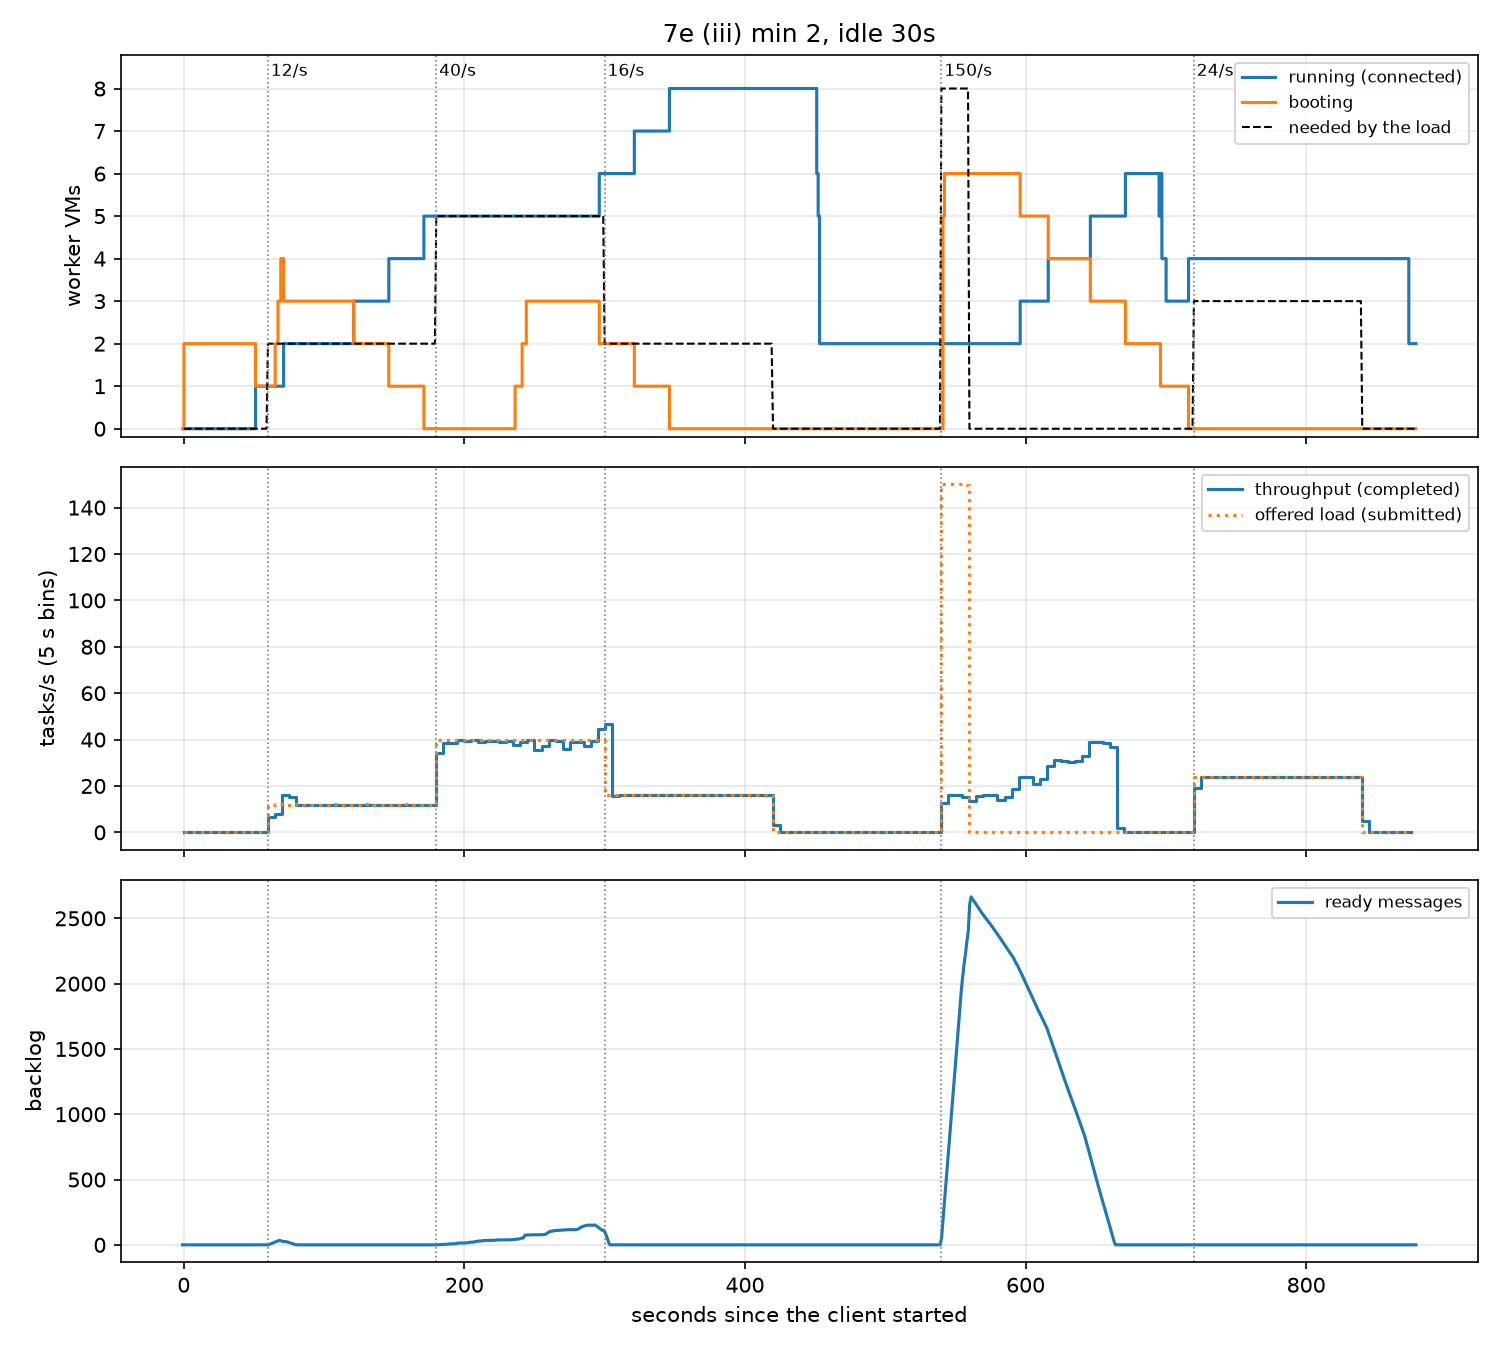 7e (iii) min 2, idle 30s
12/s 40/s 16/s 150/s 24/s
running (connected)
booting
needed by the load
worker VMs
8
7
6
5
4
3
2
1
0
throughput (completed)
offered load (submitted)
tasks/s (5 s bins)
140
120
100
80
60
40
20
0
ready messages
backlog
2500
2000
1500
1000
500
0
0 200 400 600 800
seconds since the client started